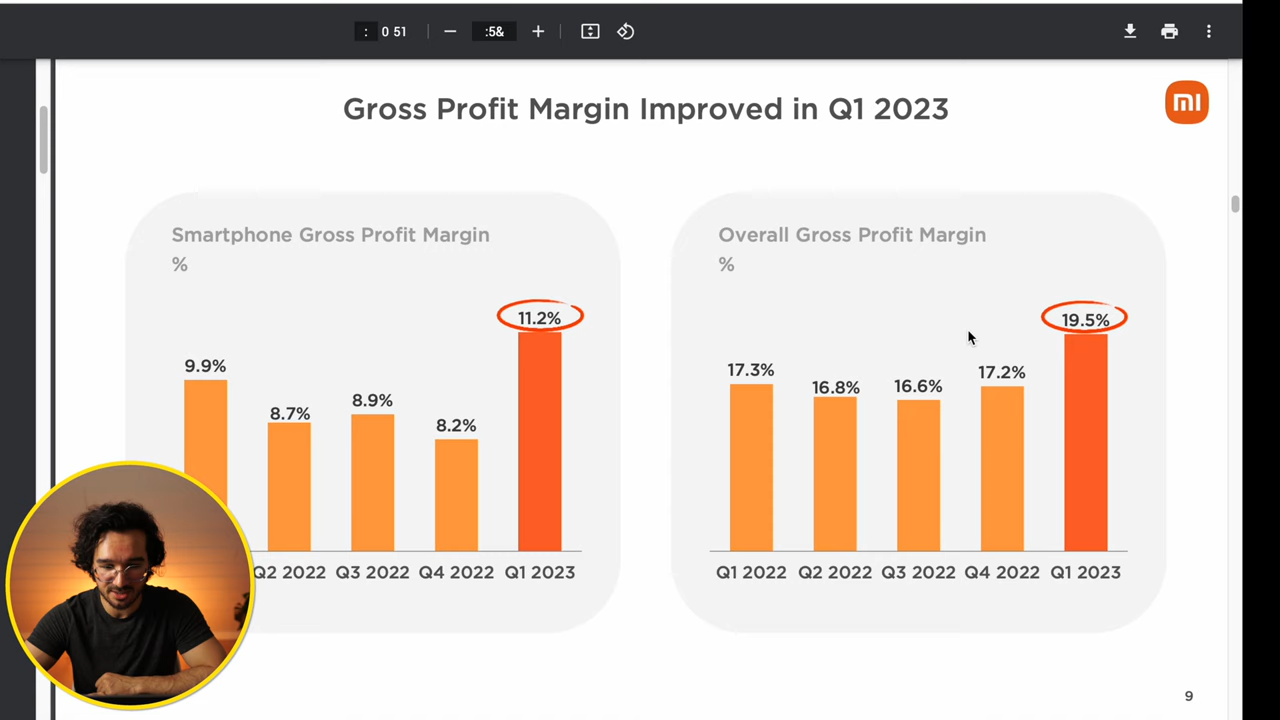 : 0 51
:5&
Gross Profit Margin Improved in Q1 2023
mi
Smartphone Gross Profit Margin
%
11.2%
9.9%
8.7%
8.9%
8.2%
Q2 2022 Q3 2022 Q4 2022 Q1 2023
Overall Gross Profit Margin
%
19.5%
17.3%
16.8%
16.6%
17.2%
Q1 2022 Q2 2022 Q3 2022 Q4 2022 Q1 2023
9